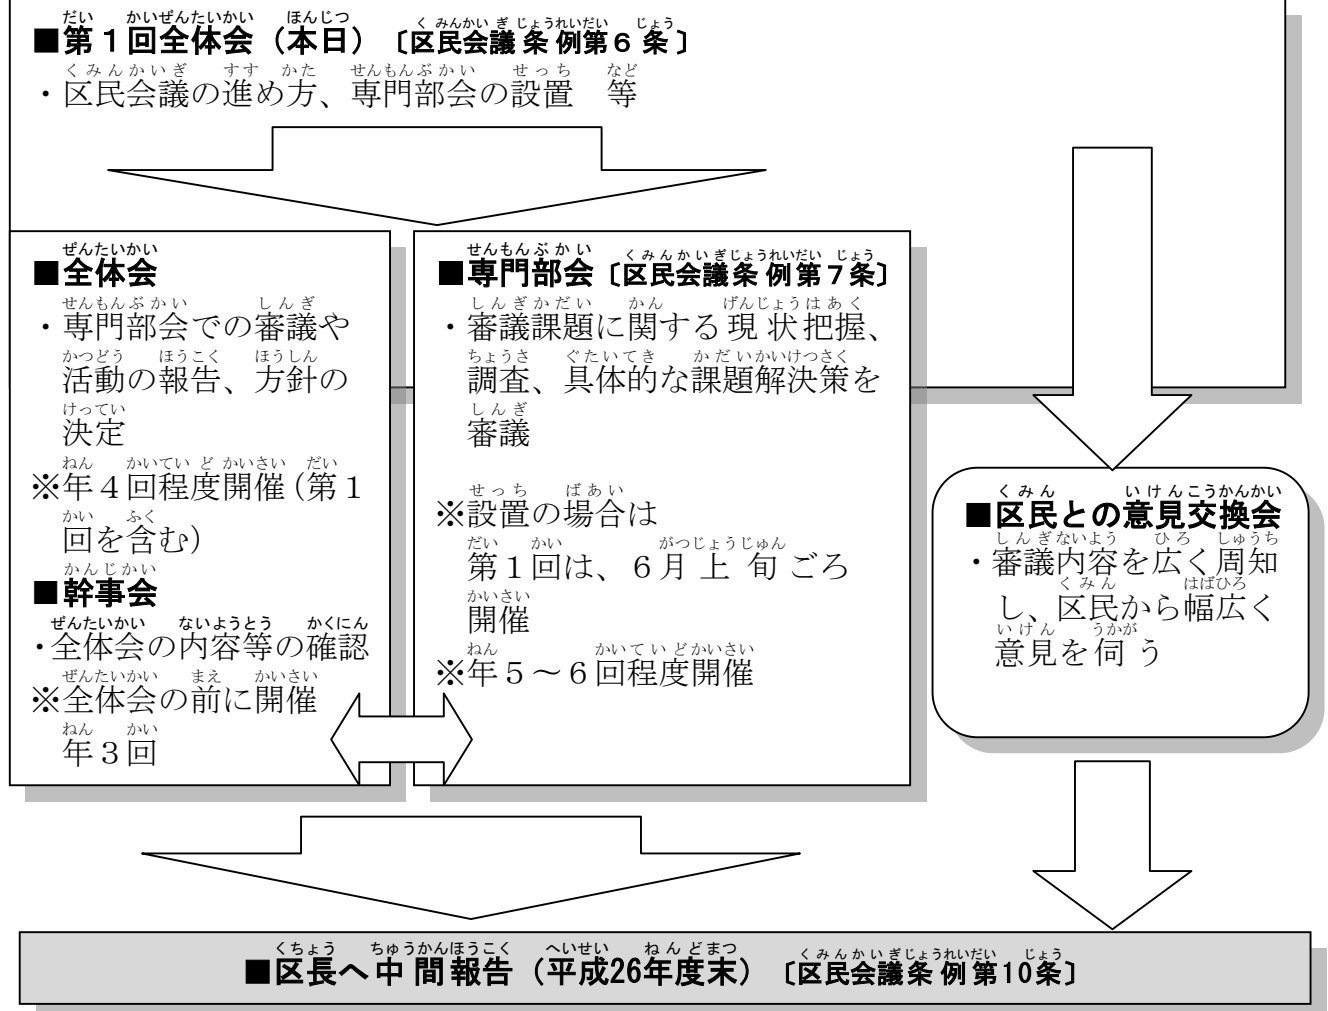 ■第１回全体会（本日）〔区民会議条例第６条〕
・区民会議の進め方、専門部会の設置　等
■全体会
・専門部会での審議や
活動の報告、方針の
決定
※年４回程度開催（第１
回を含む）
■幹事会
・全体会の内容等の確認
※全体会の前に開催
年３回
■専門部会〔区民会議条例第７条〕
・審議課題に関する現状把握、
調査、具体的な課題解決策を
審議
※設置の場合は
第１回は、６月上旬ごろ
開催
※年５～６回程度開催
■区民との意見交換会
・審議内容を広く周知
し、区民から幅広く
意見を伺う
■区長へ中間報告（平成26年度末）〔区民会議条例第10条〕